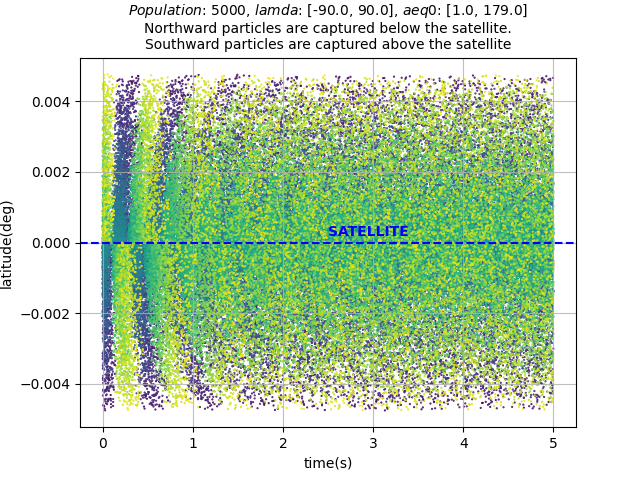 Population: 5000, lamda: [-90.0, 90.0], aeq0: [1.0, 179.0]
Northward particles are captured below the satellite.
Southward particles are captured above the satellite
latitude(deg)
0.004
0.002
0.000
−0.002
−0.004
SATELLITE
0 1 2 3 4 5
time(s)